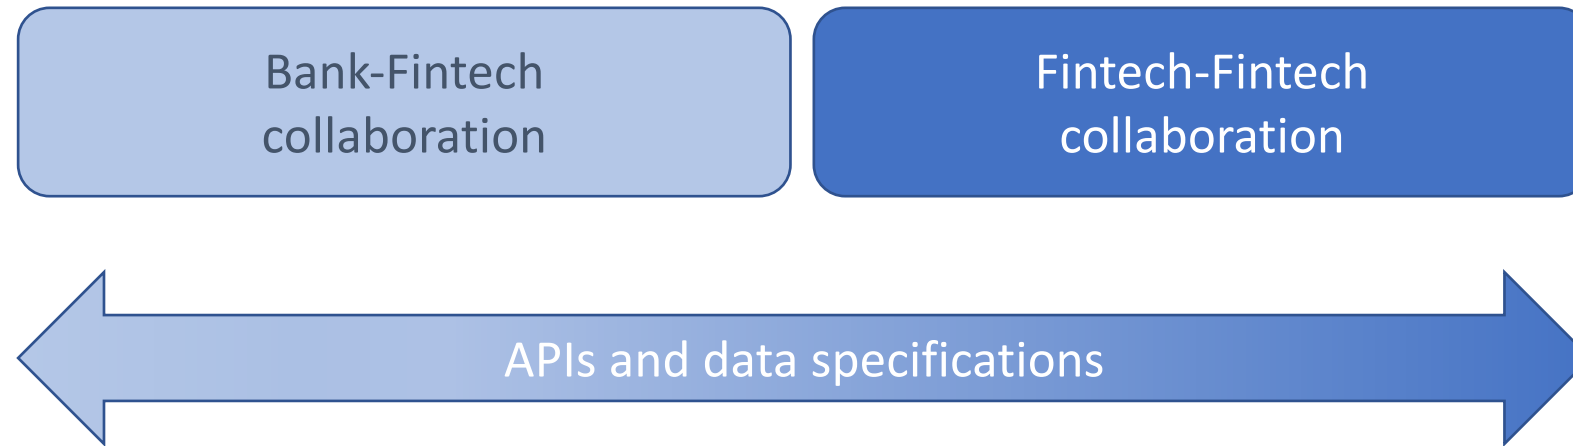 Bank-Fintech
collaboration
Fintech-Fintech
collaboration
APIs and data specifications